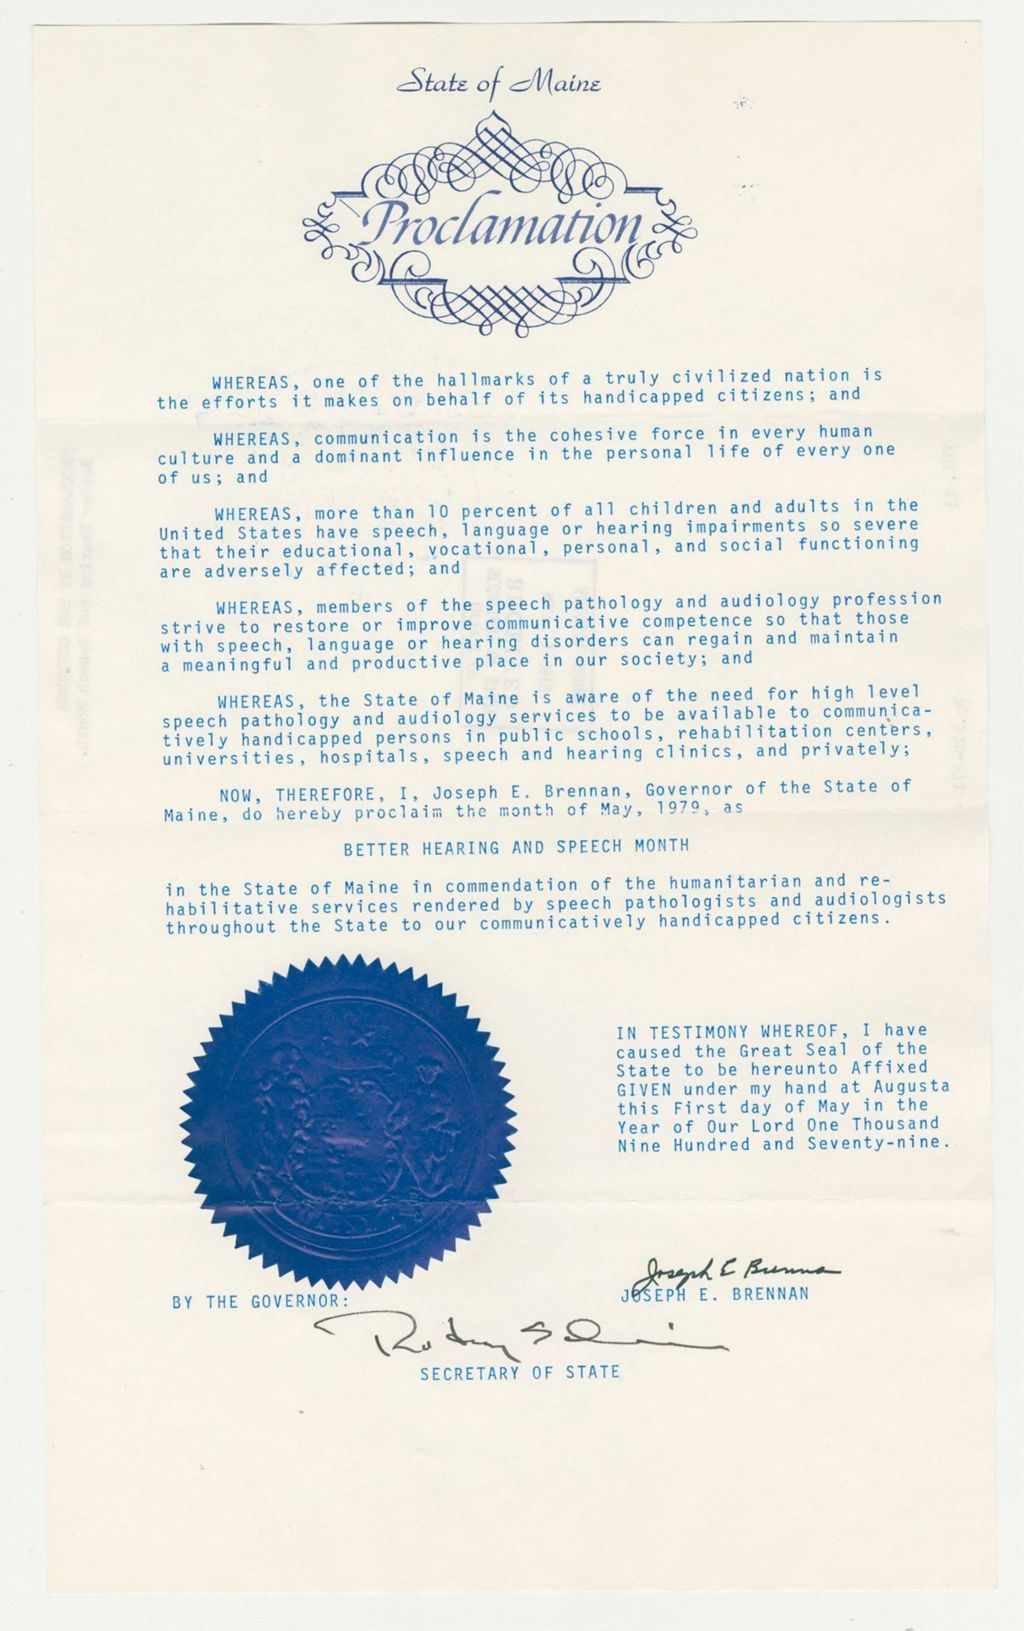 State of Maine
Proclamation
WHEREAS, one of the hallmarks of a truly civilized nation is
the efforts it makes on behalf of its handicapped citizens; and
WHEREAS, communication is the cohesive force in every human
culture and a dominant influence in the personal life of every one
of us; and
WHEREAS, more than 10 percent of all children and adults in the
United States have speech, language or hearing impairments so severe
that their educational, vocational, personal, and social functioning
are adversely affected; and
WHEREAS, members of the speech pathology and audiology profession
strive to restore or improve communicative competence so that those
with speech, language or hearing disorders can regain and maintain
a meaningful and productive place in our society; and
WHEREAS, the State of Maine is aware of the need for high level
speech pathology and audiology services to be available to communica-
tively handicapped persons in public schools, rehabilitation centers,
universities, hospitals, speech and hearing clinics, and privately;
NOW, THEREFORE, I, Joseph E. Brennan, Governor of the State of
Maine, do hereby proclaim the month of May, 1979, as
BETTER HEARING AND SPEECH MONTH
in the State of Maine in commendation of the humanitarian and re-
habilitative services rendered by speech pathologists and audiologists
throughout the State to our communicatively handicapped citizens.
IN TESTIMONY WHEREOF, I have
caused the Great Seal of the
State to be hereunto Affixed
GIVEN under my hand at Augusta
this First day of May in the
Year of Our Lord One Thousand
Nine Hundred and Seventy-nine.
Joseph E Brennan
JOSEPH E. BRENNAN
BY THE GOVERNOR:
SECRETARY OF STATE